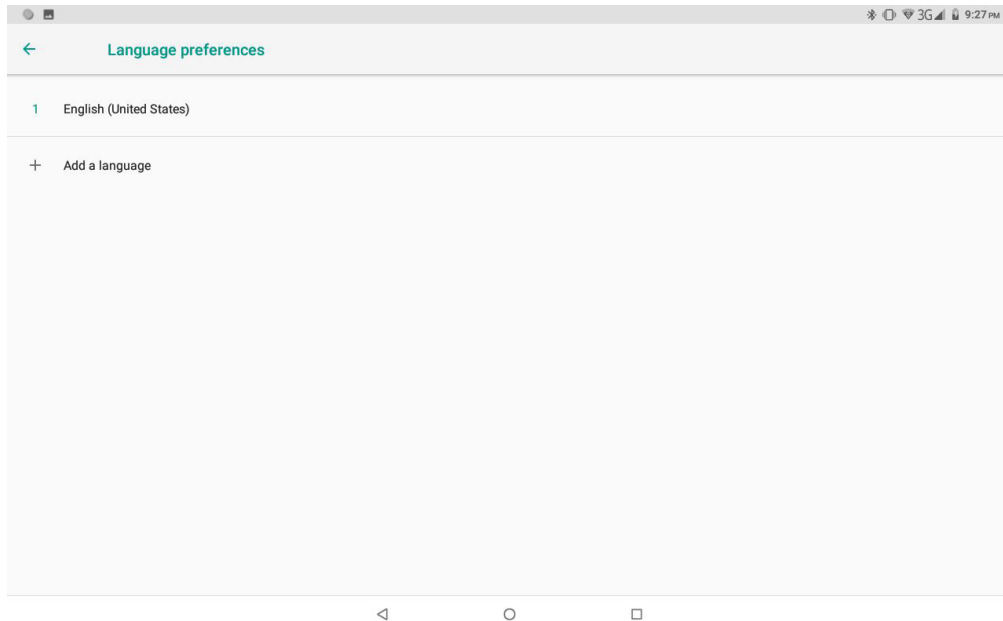 3G 9:27 PM
Language preferences
1 English (United States)
Add a language